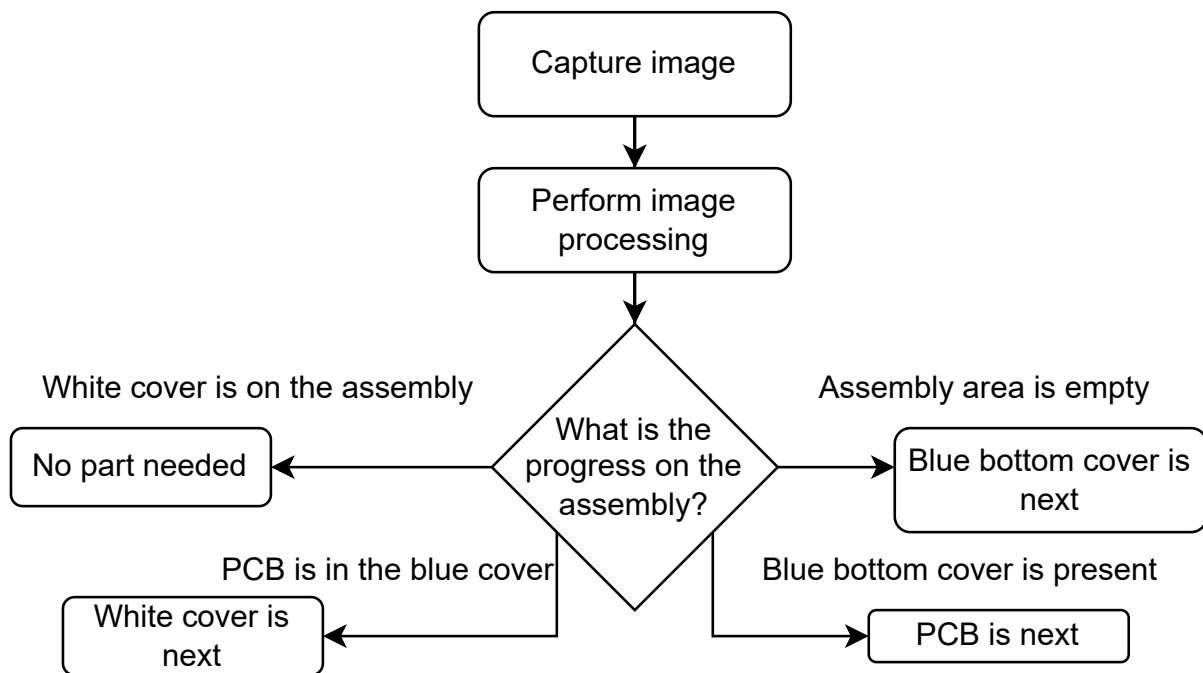 Capture image
Perform image
processing
White cover is on the assembly
Assembly area is empty
What is the
progress on the
assembly?
No part needed
Blue bottom cover is
next
PCB is in the blue cover
Blue bottom cover is present
White cover is
next
PCB is next